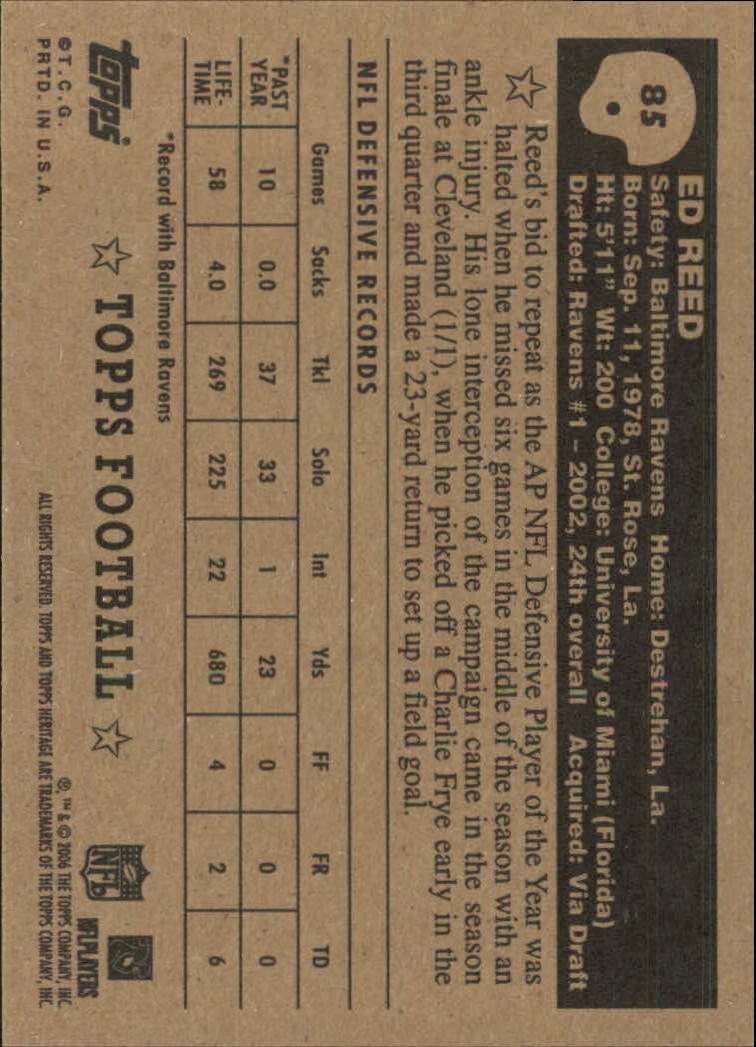 85
ED REED
Safety: Baltimore Ravens Home: Destrehan, La.
Born: Sep. 11, 1978, St. Rose, La.
Ht: 5'11" Wt: 200 College: University of Miami (Florida)
Drafted: Ravens #1 – 2002, 24th overall Acquired: Via Draft
Reed's bid to repeat as the AP NFL Defensive Player of the Year was
halted when he missed six games in the middle of the season with an
ankle injury. His lone interception of the campaign came in the season
finale at Cleveland (1/1), when he picked off a Charlie Frye early in the
third quarter and made a 23-yard return to set up a field goal.
NFL DEFENSIVE RECORDS
Games Sacks Tkl Solo Int Yds FF FR TD
*PAST
YEAR 10 0.0 37 33 1 23 0 0 0
LIFE-
TIME 58 4.0 269 225 22 680 4 2 6
*Record with Baltimore Ravens
topps
©T.C.G.
PRTD. IN U.S.A.
☆ TOPPS FOOTBALL ☆
NFL
NFLPLAYERS
®, ™ & © 2006 THE TOPPS COMPANY, INC.
ALL RIGHTS RESERVED. TOPPS AND TOPPS HERITAGE ARE TRADEMARKS OF THE TOPPS COMPANY, INC.